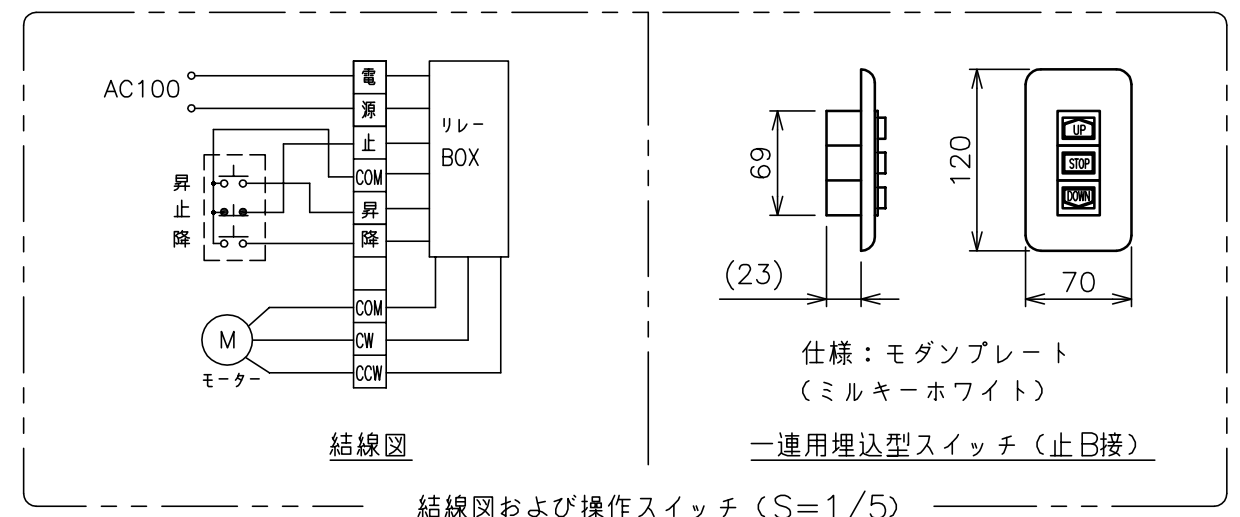 AC100
電
源
止
COM
昇
降
リレー
BOX
昇
止
降
COM
CW
CCW
M
モーター
結線図
69
(23)
120
70
UP
STOP
DOWN
仕様：モダンプレート
（ミルキーホワイト）
一連用埋込型スイッチ（止B接）
結線図および操作スイッチ（S=1/5）